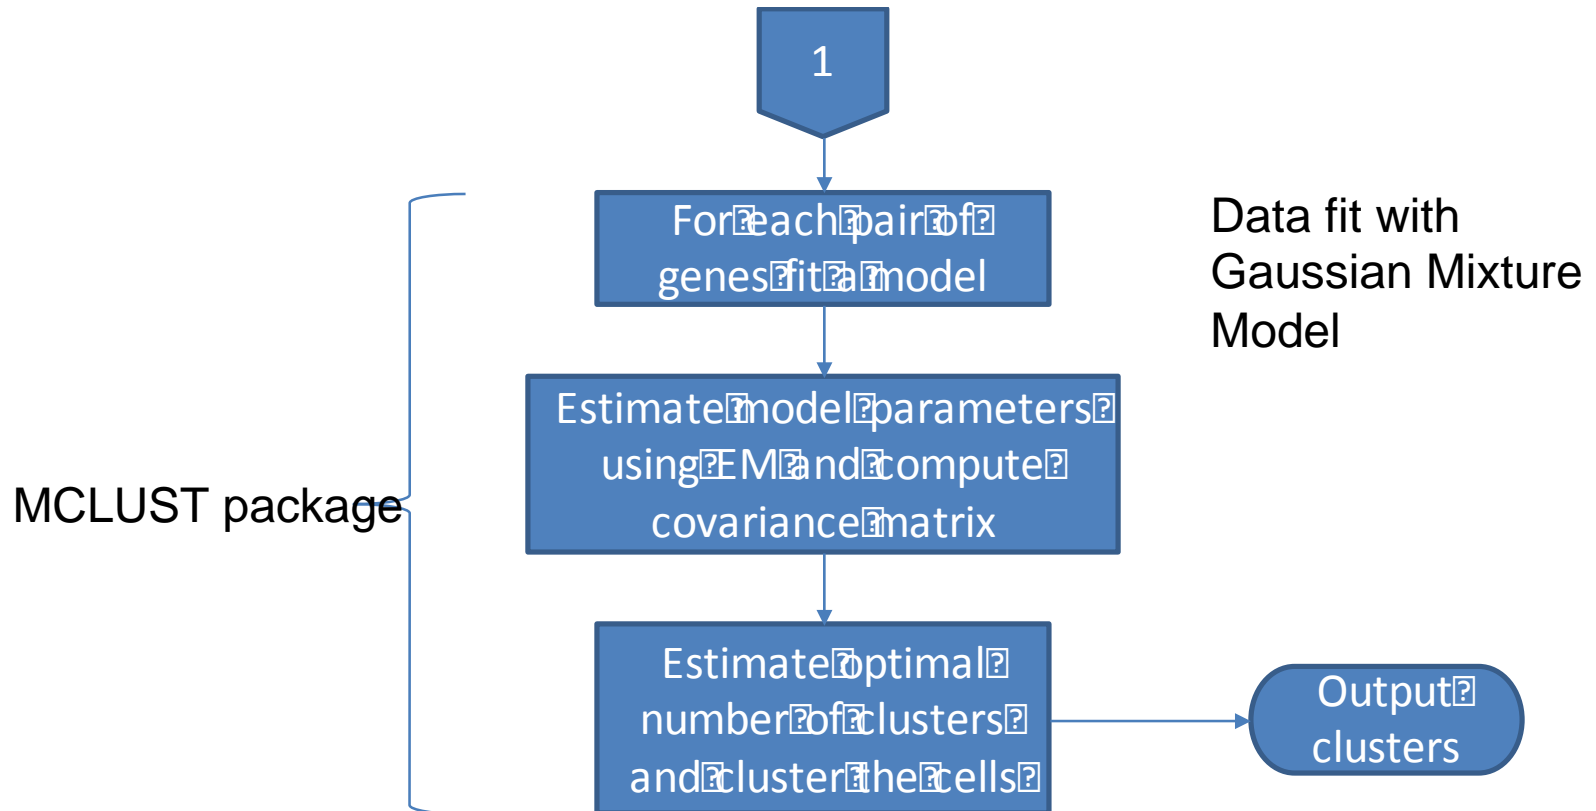 1
For each pair of
genes fit a model
Data fit with
Gaussian Mixture
Model
Estimate model parameters
using EM and compute
covariance matrix
MCLUST package
Estimate optimal
number of clusters
and cluster the cells
Output
clusters